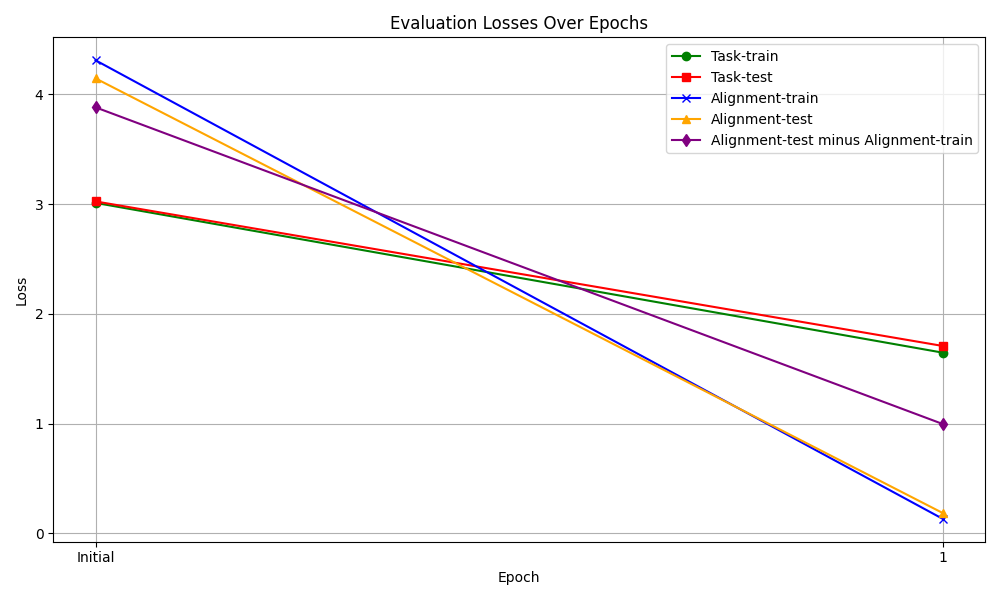 Evaluation Losses Over Epochs
Task-train
Task-test
Alignment-train
Alignment-test
Alignment-test minus Alignment-train
4
3
2
1
0
Loss
Initial
1
Epoch